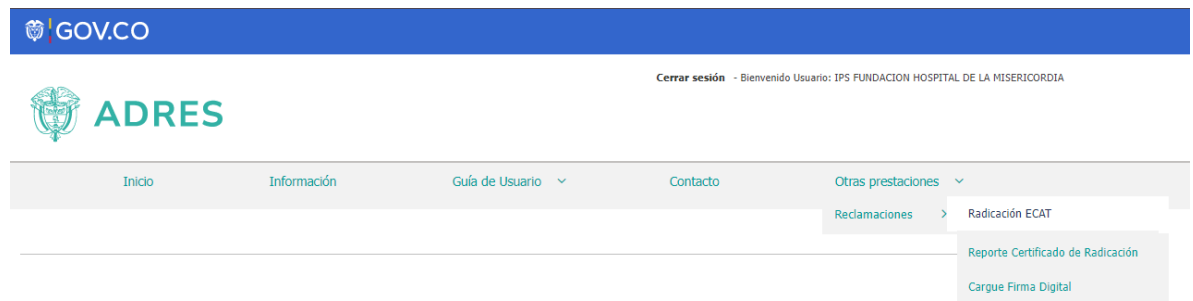 GOV.CO
Cerrar sesión - Bienvenido Usuario: IPS FUNDACION HOSPITAL DE LA MISERICORDIA
ADRES
Inicio Información Guía de Usuario Contacto Otras prestaciones
Reclamaciones Radicación ECAT
Reporte Certificado de Radicación
Cargue Firma Digital